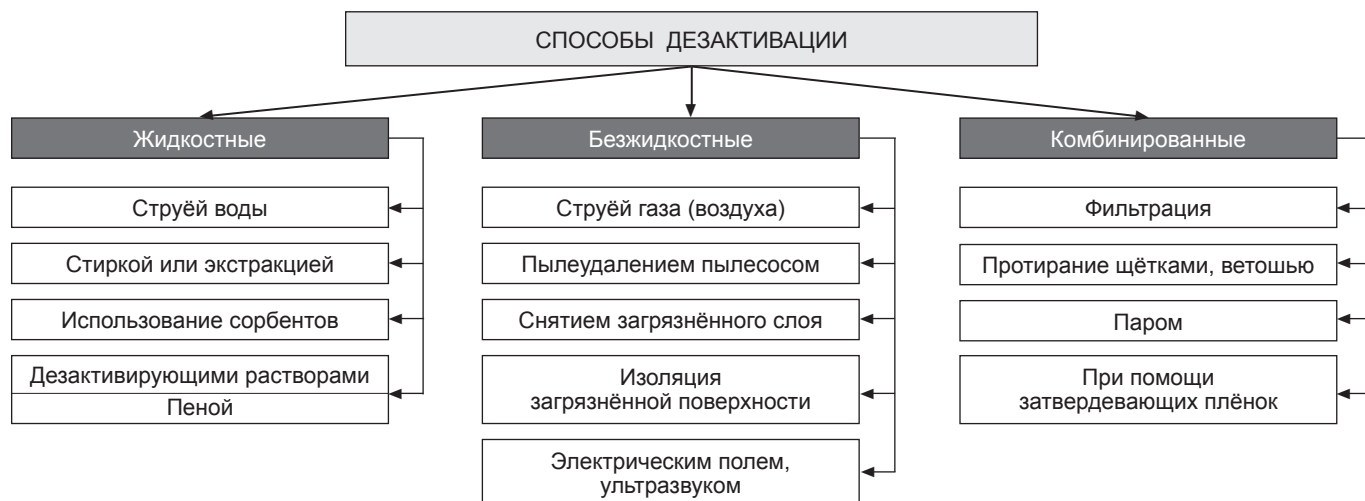 СПОСОБЫ ДЕЗАКТИВАЦИИ
Жидкостные
Струёй воды
Стиркой или экстракцией
Использование сорбентов
Дезактивирующими растворами
Пеной
Безжидкостные
Струёй газа (воздуха)
Пылеудалением пылесосом
Снятием загрязнённого слоя
Изоляция
загрязнённой поверхности
Электрическим полем,
ультразвуком
Комбинированные
Фильтрация
Протирание щётками, ветошью
Паром
При помощи
затвердевающих плёнок